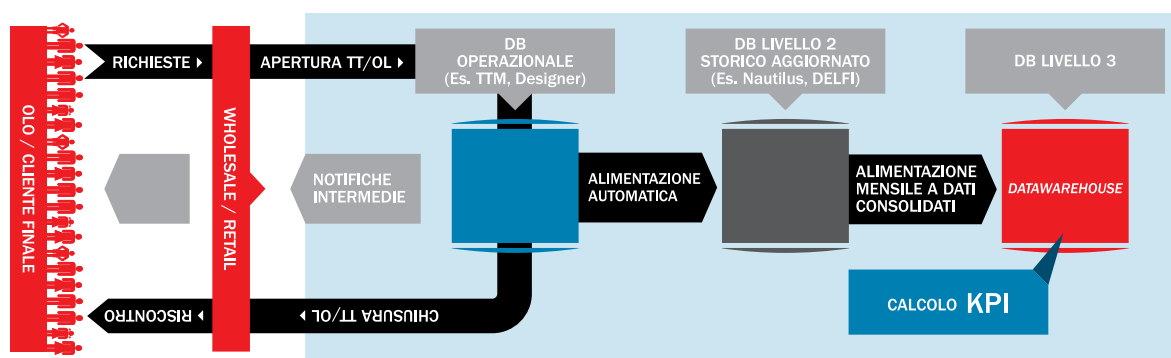 OLO / CLIENTE FINALE
RICHIESTE
WHOLESALE / RETAIL
APERTURA TT/OL
DB
OPERAZIONALE
(Es. TTM, Designer)
DB LIVELLO 2
STORICO AGGIORNATO
(Es. Nautilus, DELFI)
DB LIVELLO 3
NOTIFICHE
INTERMEDIE
ALIMENTAZIONE
AUTOMATICA
ALIMENTAZIONE
MENSILE A DATI
CONSOLIDATI
DATAWAREHOUSE
CALCOLO KPI
CHIUSURA TT/OL
RISCONTRO